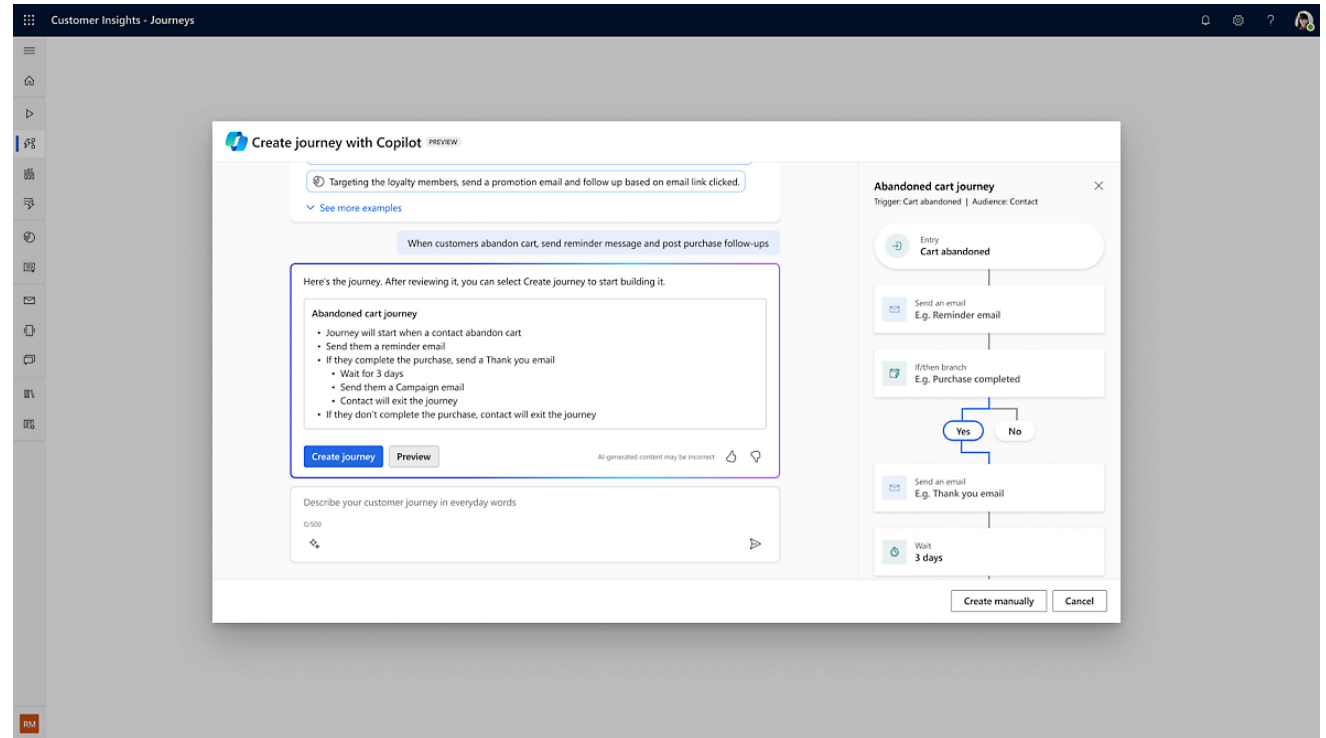 Customer Insights - Journeys
Create journey with Copilot PREVIEW
Targeting the loyalty members, send a promotion email and follow up based on email link clicked.
See more examples
When customers abandon cart, send reminder message and post purchase follow-ups
Here's the journey. After reviewing it, you can select Create journey to start building it.
Abandoned cart journey
• Journey will start when a contact abandon cart
• Send them a reminder email
• If they complete the purchase, send a Thank you email
• Wait for 3 days
• Send them a Campaign email
• Contact will exit the journey
• If they don't complete the purchase, contact will exit the journey
Create journey
Preview
AI-generated content may be incorrect
Describe your customer journey in everyday words
0/500
Abandoned cart journey
Trigger: Cart abandoned | Audience: Contact
Entry
Cart abandoned
Send an email
E.g. Reminder email
If/then branch
E.g. Purchase completed
Yes
No
Send an email
E.g. Thank you email
Wait
3 days
Create manually
Cancel
RM